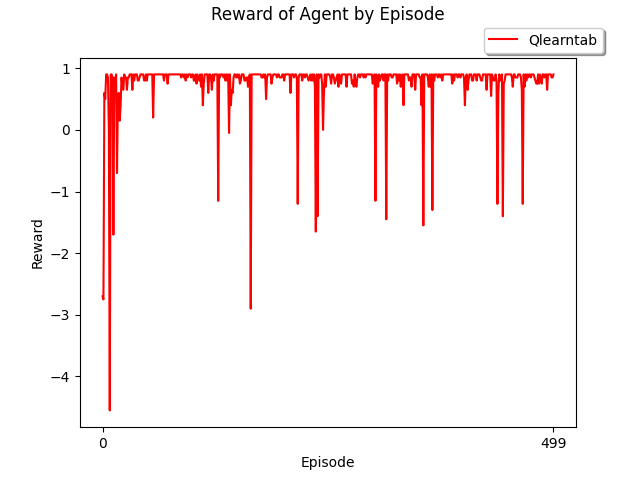 Reward of Agent by Episode
Qlearntab
1
0
−1
−2
−3
−4
Reward
0
499
Episode